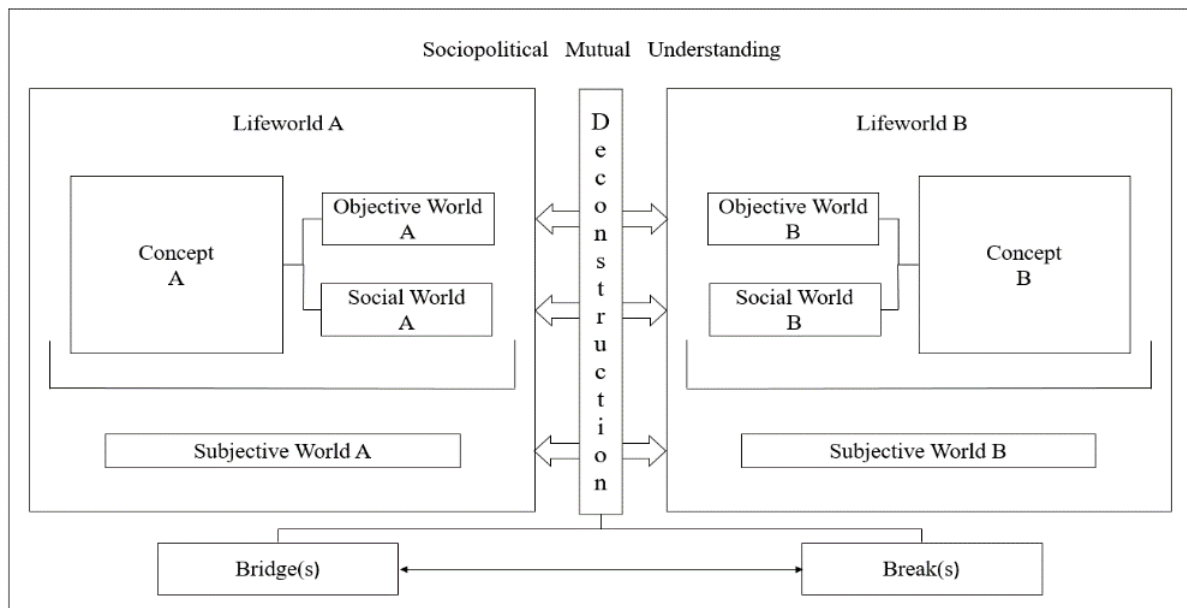 Sociopolitical Mutual Understanding
Lifeworld A
Concept
A
Objective World
A
Social World
A
Subjective World A
Deconstruction
Lifeworld B
Objective World
B
Social World
B
Concept
B
Subjective World B
Bridge(s)
Break(s)